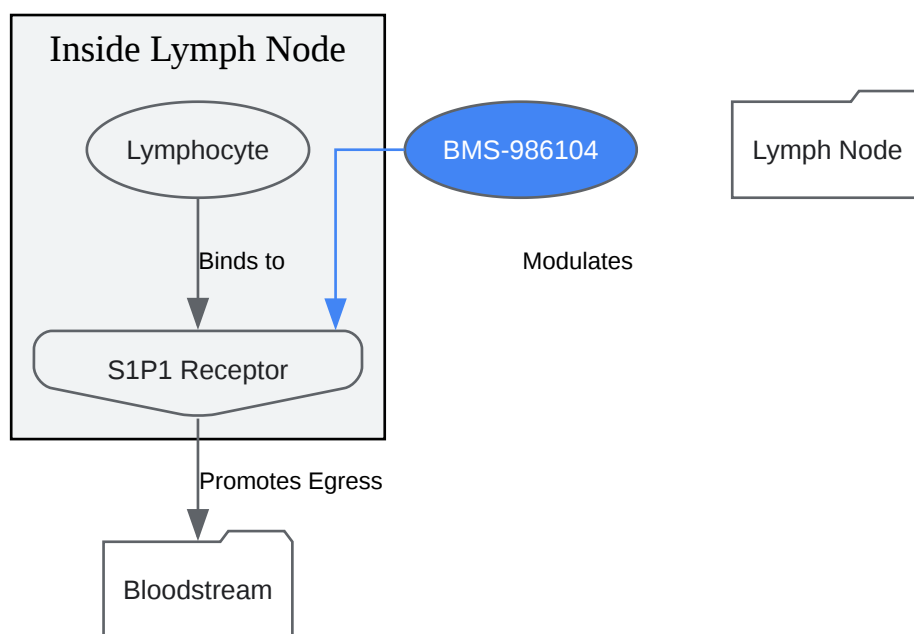 Inside Lymph Node
Lymphocyte
BMS-986104
Lymph Node
Binds to
Modulates
S1P1 Receptor
Promotes Egress
Bloodstream